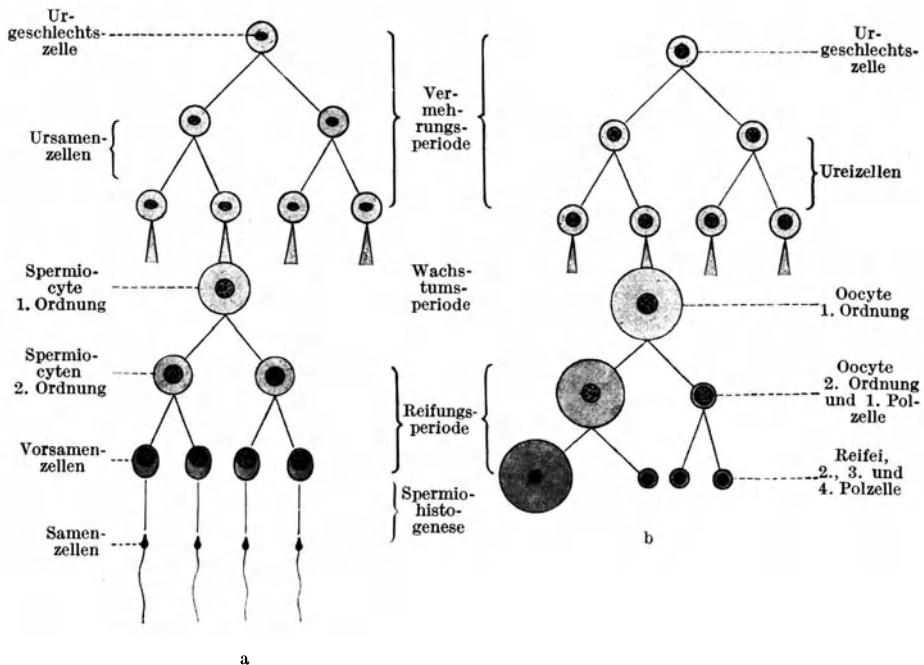 Ur-
geschlechts-
zelle
Ursamen-
zellen
Spermio-
cyte
1. Ordnung
Spermio-
cyten
2. Ordnung
Vorsamen-
zellen
Samen-
zellen
a
Ver-
meh-
rungs-
periode
Wachs-
tums-
periode
Reifungs-
periode
Spermio-
histo-
genese
Ur-
geschlechts-
zelle
Ureizellen
Oocyte
1. Ordnung
Oocyte
2. Ordnung
und 1. Pol-
zelle
Reifei,
2., 3. und
4. Polzelle
b